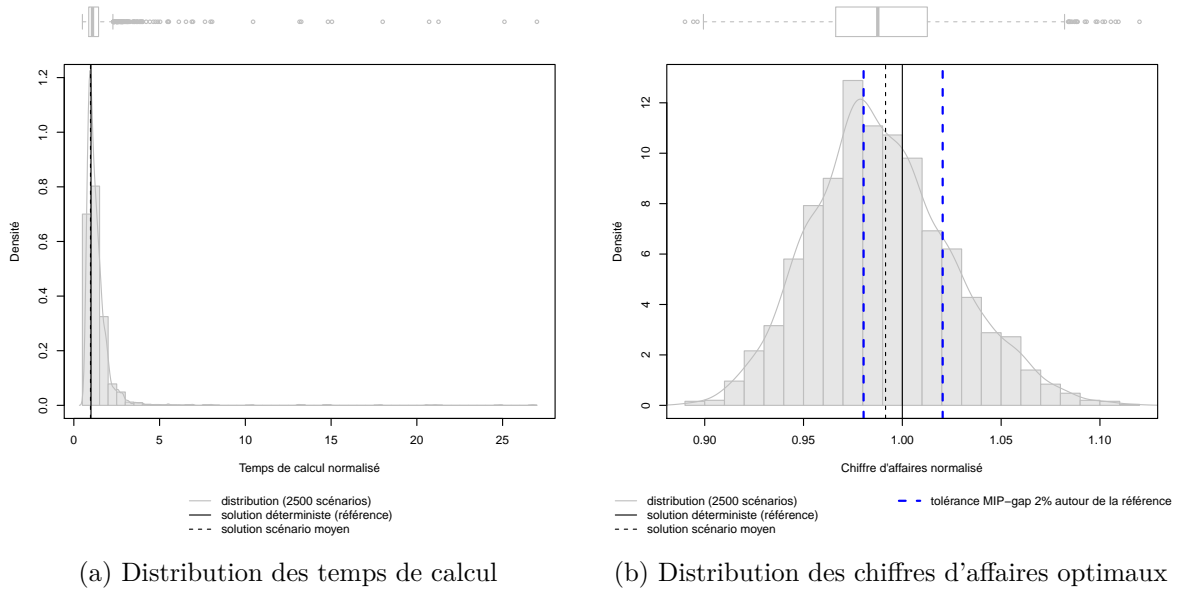 Densité
0.0
0.2
0.4
0.6
0.8
1.0
1.2
0
5
10
15
20
25
Temps de calcul normalisé
distribution (2500 scénarios)
solution déterministe (référence)
solution scénario moyen
(a) Distribution des temps de calcul
Densité
0
2
4
6
8
10
12
0.90
0.95
1.00
1.05
1.10
Chiffre d'affaires normalisé
distribution (2500 scénarios)
solution déterministe (référence)
solution scénario moyen
tolérance MIP−gap 2% autour de la référence
(b) Distribution des chiffres d'affaires optimaux